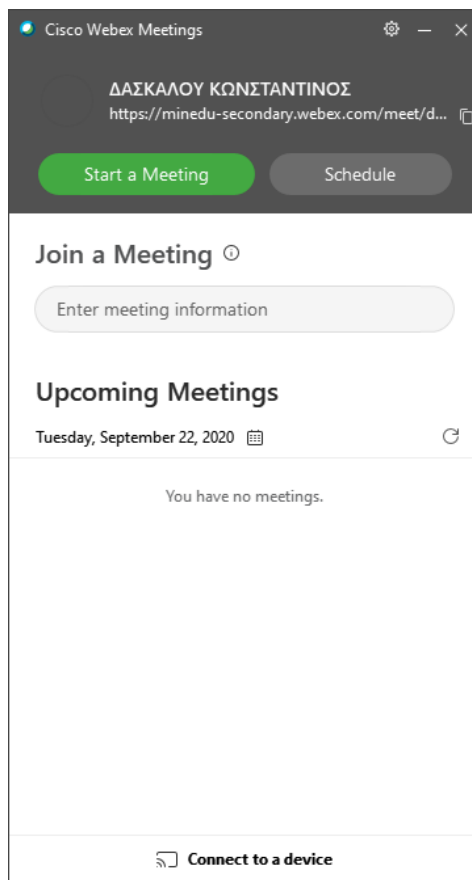 Cisco Webex Meetings
ΔΑΣΚΑΛΟΥ ΚΩΝΣΤΑΝΤΙΝΟΣ
https://minedu-secondary.webex.com/meet/d...
Start a Meeting
Schedule
Join a Meeting
Enter meeting information
Upcoming Meetings
Tuesday, September 22, 2020
You have no meetings.
Connect to a device